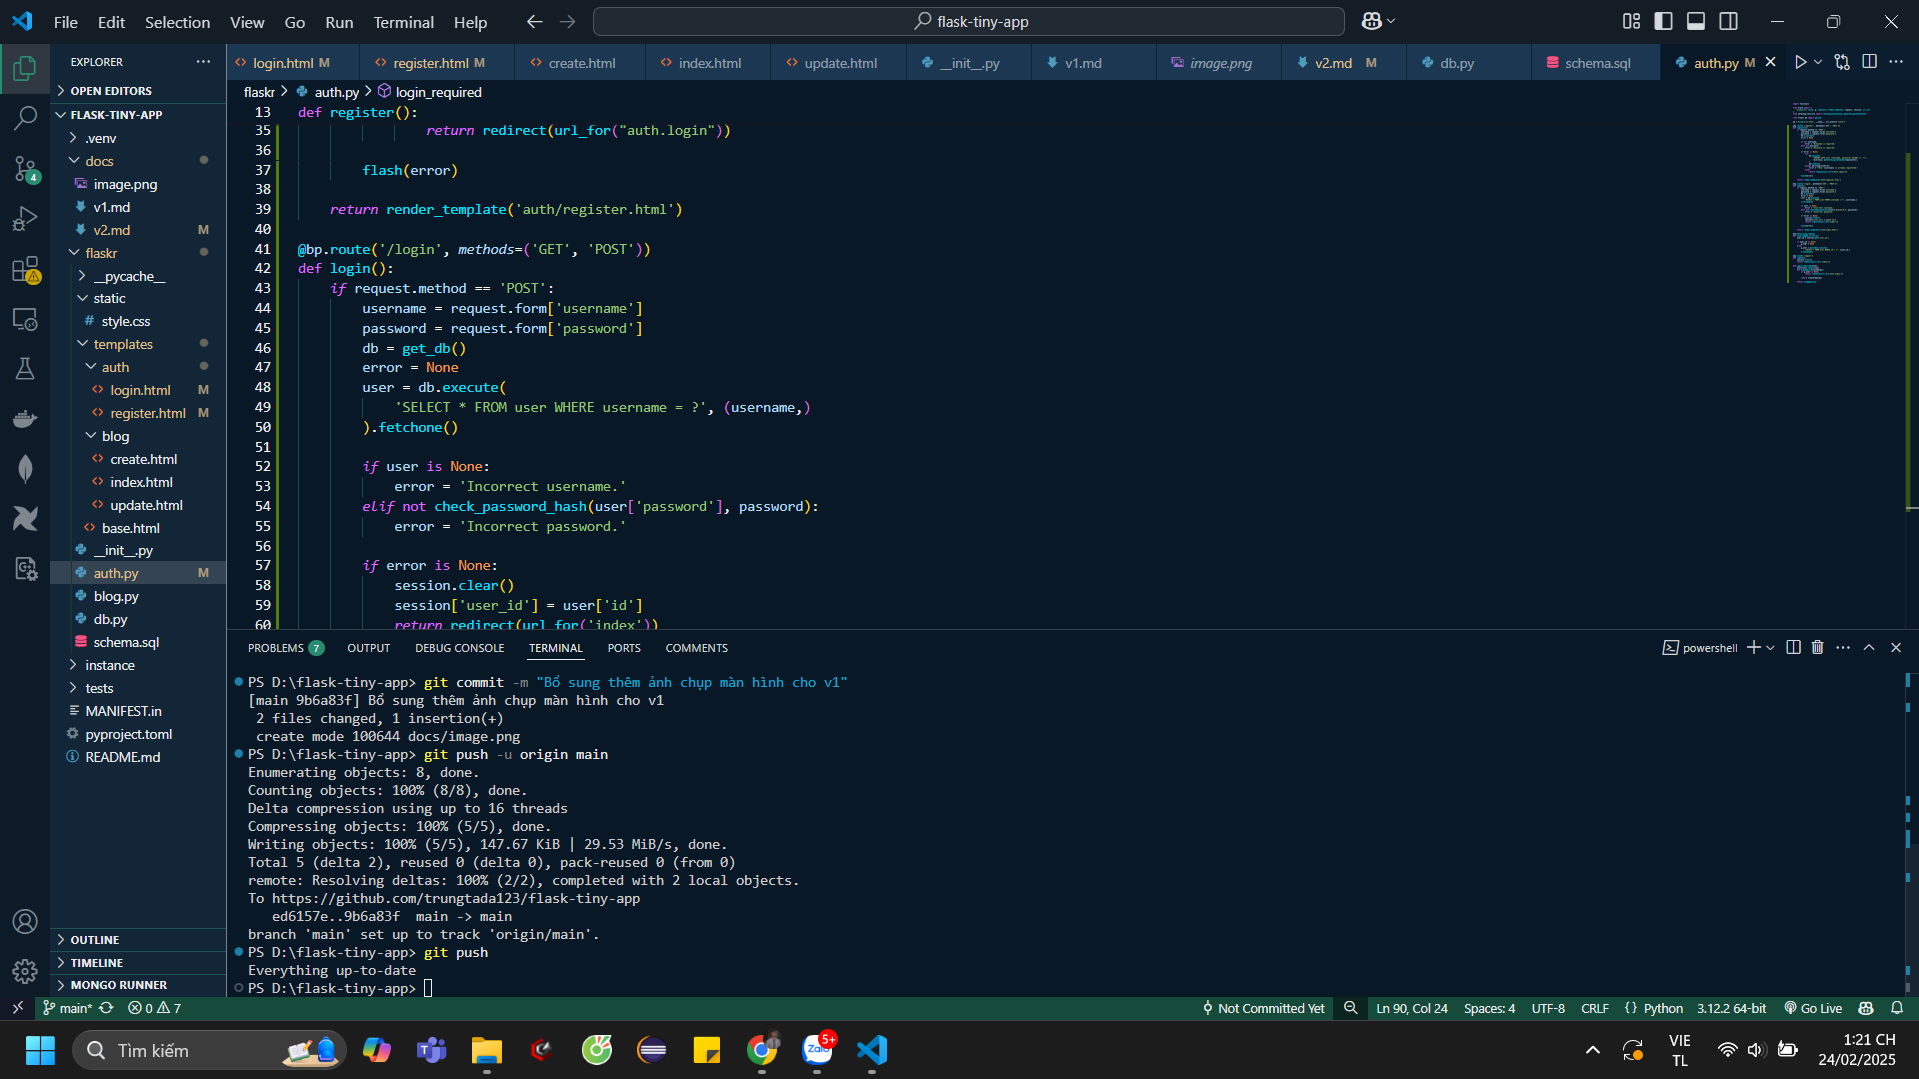 File Edit Selection View Go Run Terminal Help
flask-tiny-app
EXPLORER
OPEN EDITORS
FLASK-TINY-APP
.venv
docs
image.png
v1.md
v2.md M
flaskr
__pycache__
static
style.css
templates
auth
login.html M
register.html M
blog
create.html
index.html
update.html
base.html
__init__.py
auth.py M
blog.py
db.py
schema.sql
instance
tests
MANIFEST.in
pyproject.toml
README.md
OUTLINE
TIMELINE
MONGO RUNNER
4
login.html M register.html M create.html index.html update.html __init__.py v1.md image.png v2.md M db.py schema.sql auth.py M
flaskr > auth.py > login_required
13 def register():
35 return redirect(url_for("auth.login"))
36
37 flash(error)
38
39 return render_template('auth/register.html')
40
41 @bp.route('/login', methods=('GET', 'POST'))
42 def login():
43 if request.method == 'POST':
44 username = request.form['username']
45 password = request.form['password']
46 db = get_db()
47 error = None
48 user = db.execute(
49 'SELECT * FROM user WHERE username = ?', (username,)
50 ).fetchone()
51
52 if user is None:
53 error = 'Incorrect username.'
54 elif not check_password_hash(user['password'], password):
55 error = 'Incorrect password.'
56
57 if error is None:
58 session.clear()
59 session['user_id'] = user['id']
60 return redirect(url_for('index'))
PROBLEMS 7 OUTPUT DEBUG CONSOLE TERMINAL PORTS COMMENTS
powershell
PS D:\flask-tiny-app> git commit -m "Bổ sung thêm ảnh chụp màn hình cho v1"
[main 9b6a83f] Bổ sung thêm ảnh chụp màn hình cho v1
2 files changed, 1 insertion(+)
create mode 100644 docs/image.png
PS D:\flask-tiny-app> git push -u origin main
Enumerating objects: 8, done.
Counting objects: 100% (8/8), done.
Delta compression using up to 16 threads
Compressing objects: 100% (5/5), done.
Writing objects: 100% (5/5), 147.67 KiB | 29.53 MiB/s, done.
Total 5 (delta 2), reused 0 (delta 0), pack-reused 0 (from 0)
remote: Resolving deltas: 100% (2/2), completed with 2 local objects.
To https://github.com/trungtada123/flask-tiny-app
ed6157e..9b6a83f main -> main
branch 'main' set up to track 'origin/main'.
PS D:\flask-tiny-app> git push
Everything up-to-date
PS D:\flask-tiny-app>
main* 0 7 Not Committed Yet Ln 90, Col 24 Spaces: 4 UTF-8 CRLF {} Python 3.12.2 64-bit Go Live
Tìm kiếm
Zalo
5+
VIE
TL
1:21 CH
24/02/2025